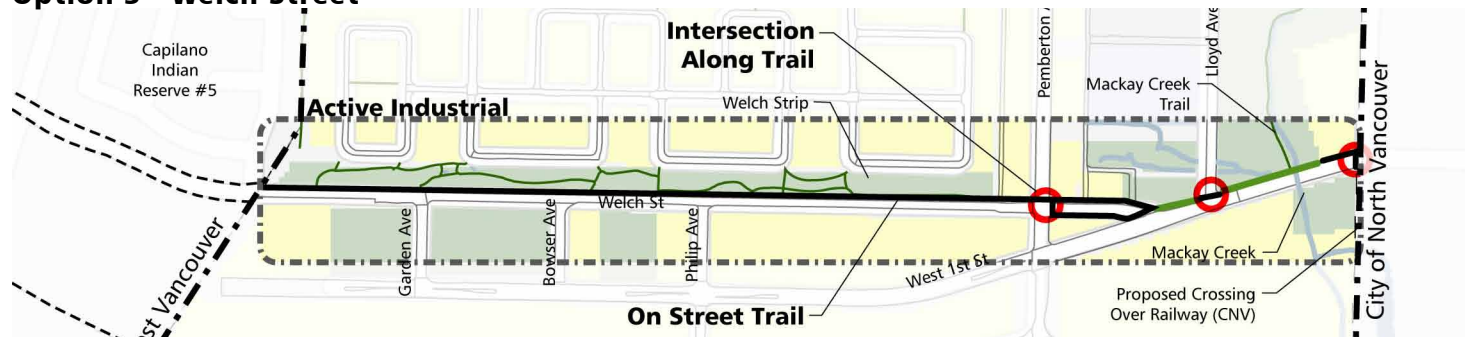 Option 3 - Welch Street
Capilano
Indian
Reserve #5
Active Industrial
Intersection
Along Trail
Welch Strip
Pemberton A
Lloyd Ave
Mackay Creek
Trail
City of North Vancouver
Welch St
Garden Ave
Bowser Ave
Philip Ave
West 1st St
Mackay Creek
On Street Trail
Proposed Crossing
Over Railway (CNV)
st Vancouver